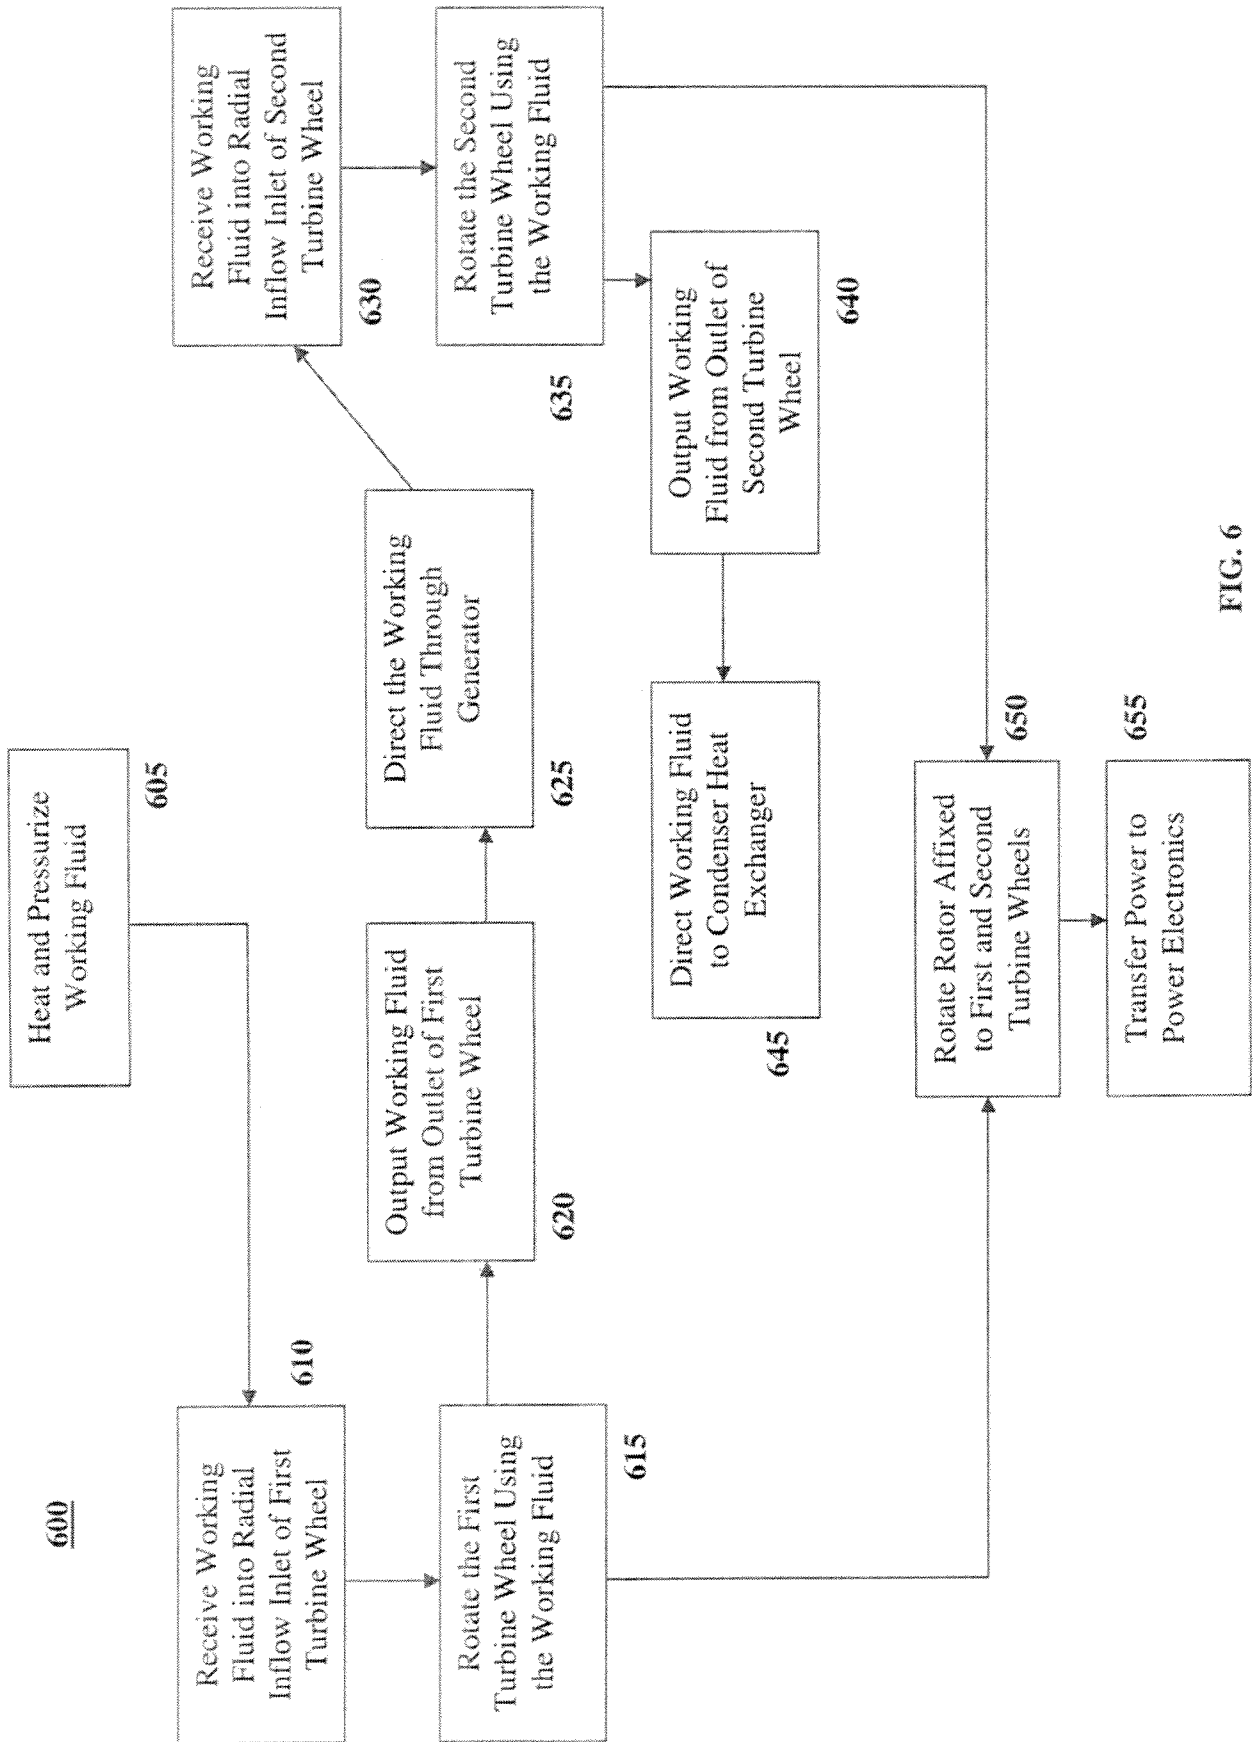 600
Heat and Pressurize
Working Fluid
605
Receive Working
Fluid into Radial
Inflow Inlet of First
Turbine Wheel
610
Rotate the First
Turbine Wheel Using
the Working Fluid
615
Output Working Fluid
from Outlet of First
Turbine Wheel
620
Direct the Working
Fluid Through
Generator
625
Receive Working
Fluid into Radial
Inflow Inlet of Second
Turbine Wheel
630
Rotate the Second
Turbine Wheel Using
the Working Fluid
635
Output Working
Fluid from Outlet of
Second Turbine
Wheel
640
Direct Working Fluid
to Condenser Heat
Exchanger
645
Rotate Rotor Affixed
to First and Second
Turbine Wheels
650
Transfer Power to
Power Electronics
655
FIG. 6